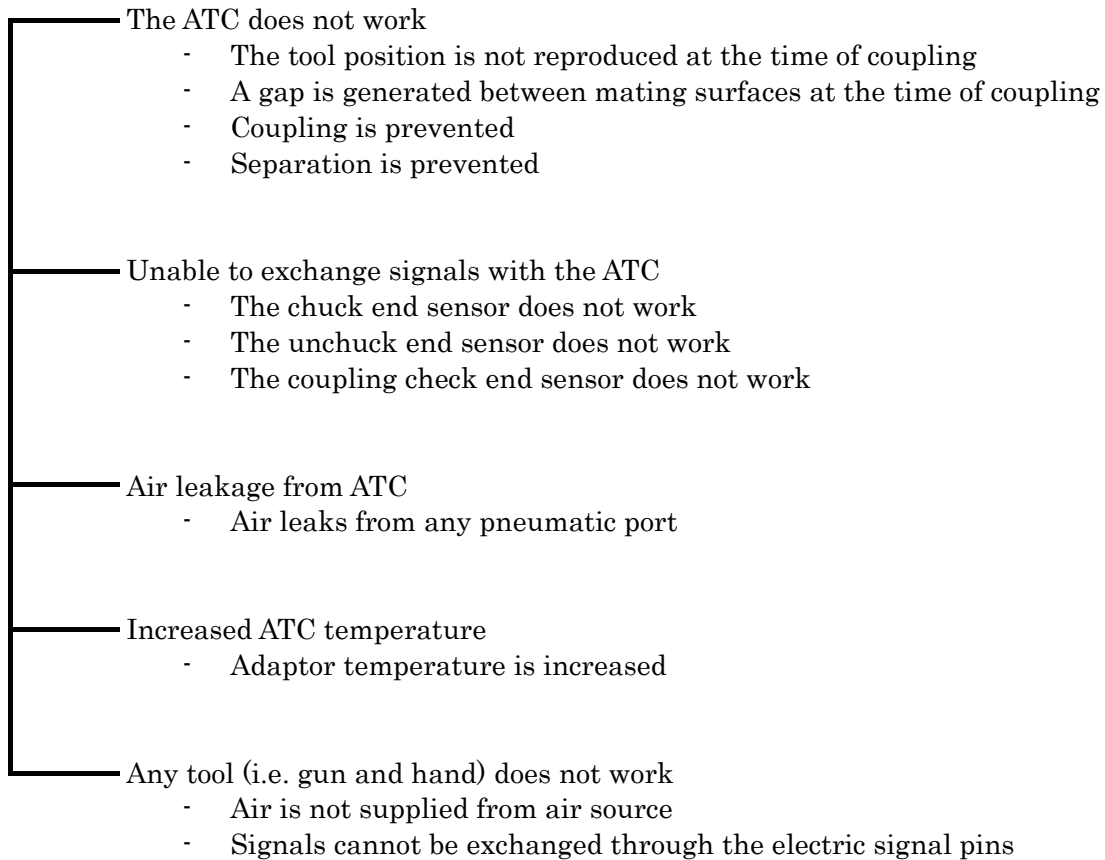 The ATC does not work
- The tool position is not reproduced at the time of coupling
- A gap is generated between mating surfaces at the time of coupling
- Coupling is prevented
- Separation is prevented
Unable to exchange signals with the ATC
- The chuck end sensor does not work
- The unchuck end sensor does not work
- The coupling check end sensor does not work
Air leakage from ATC
- Air leaks from any pneumatic port
Increased ATC temperature
- Adaptor temperature is increased
Any tool (i.e. gun and hand) does not work
- Air is not supplied from air source
- Signals cannot be exchanged through the electric signal pins